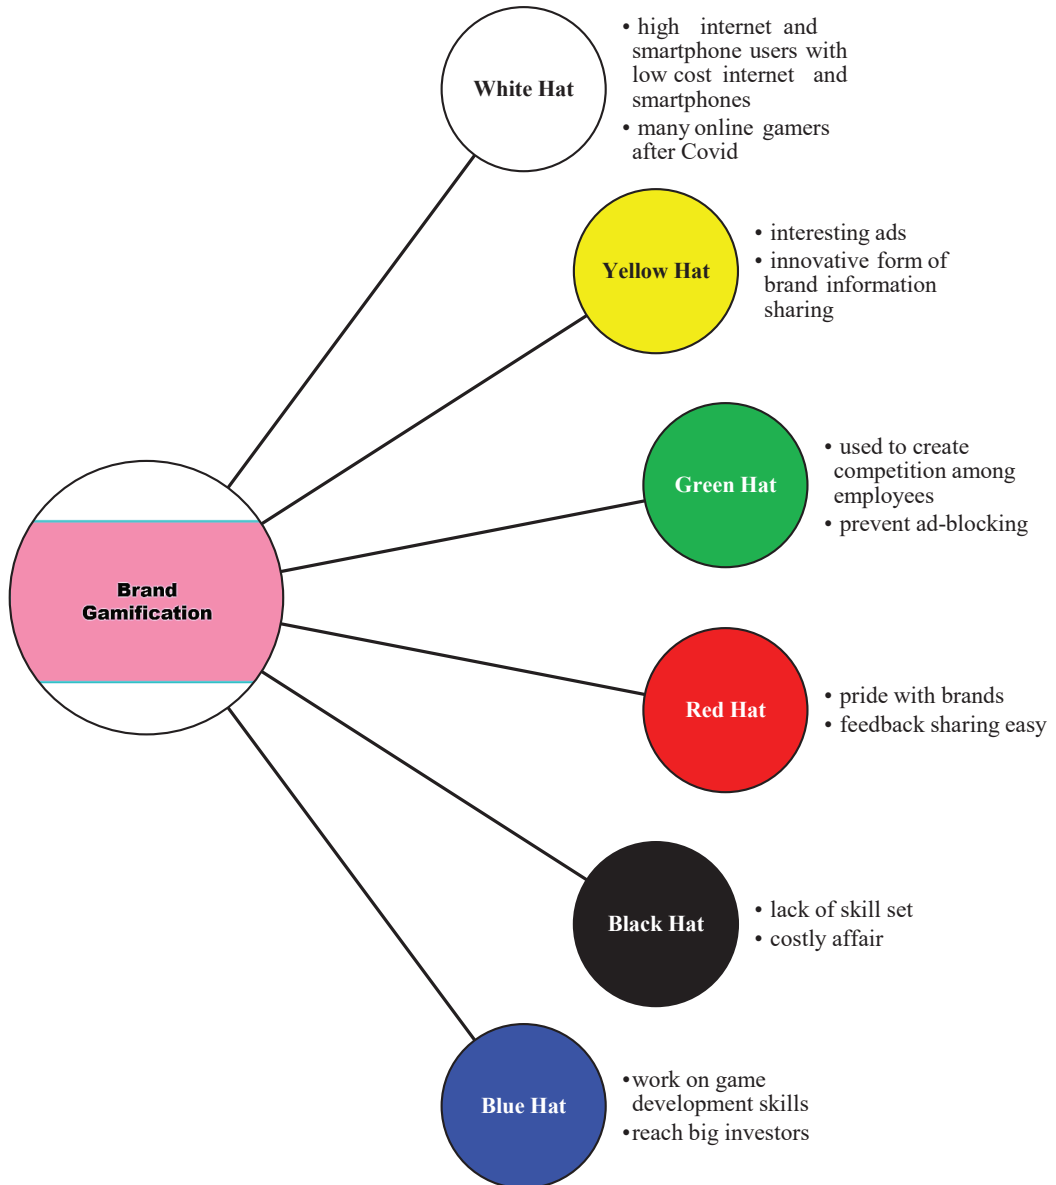 White Hat
• high internet and
smartphone users with
low cost internet and
smartphones
• many online gamers
after Covid
Yellow Hat
• interesting ads
• innovative form of
brand information
sharing
Green Hat
• used to create
competition among
employees
• prevent ad-blocking
Brand
Gamification
Red Hat
• pride with brands
• feedback sharing easy
Black Hat
• lack of skill set
• costly affair
Blue Hat
•work on game
development skills
•reach big investors